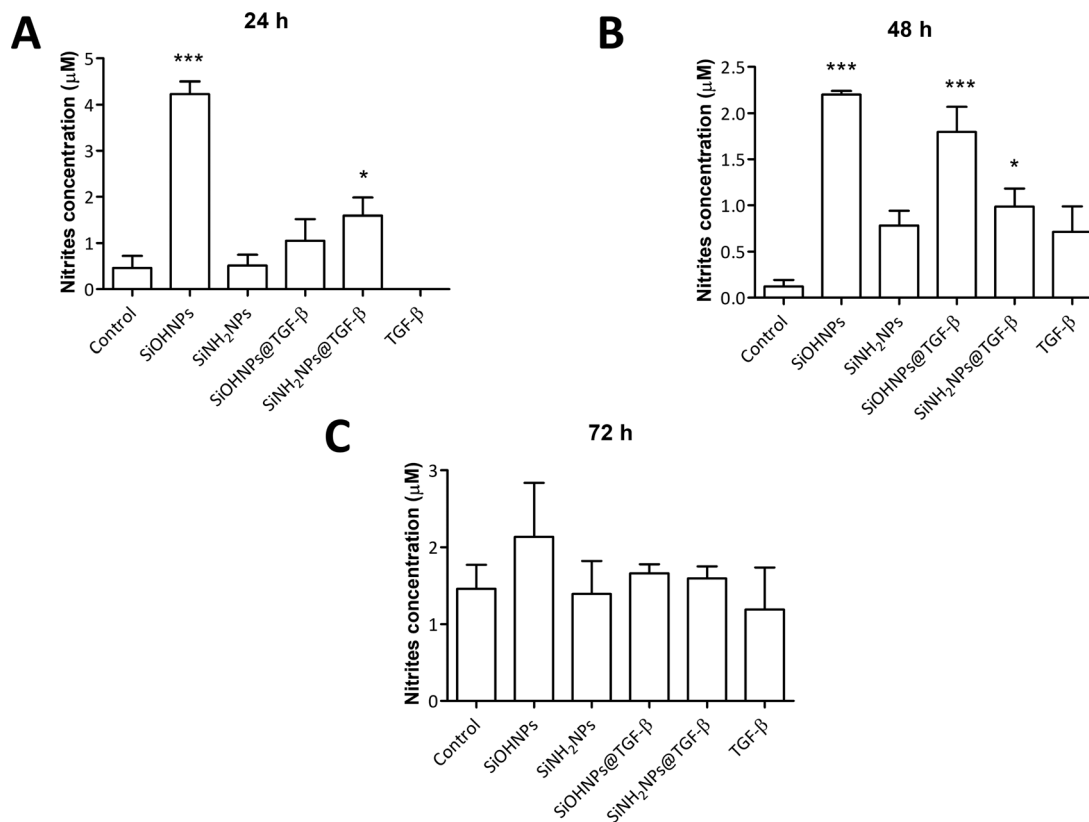 A
24 h
Nitrites concentration (μM)
5
4
3
2
1
0
***
*
Control
SiOHNPs
SiNH₂NPs
SiOHNPs@TGF-β
SiNH₂NPs@TGF-β
TGF-β
B
48 h
Nitrites concentration (μM)
2.5
2.0
1.5
1.0
0.5
0.0
***
***
*
Control
SiOHNPs
SiNH₂NPs
SiOHNPs@TGF-β
SiNH₂NPs@TGF-β
TGF-β
C
72 h
Nitrites concentration (μM)
3
2
1
0
Control
SiOHNPs
SiNH₂NPs
SiOHNPs@TGF-β
SiNH₂NPs@TGF-β
TGF-β